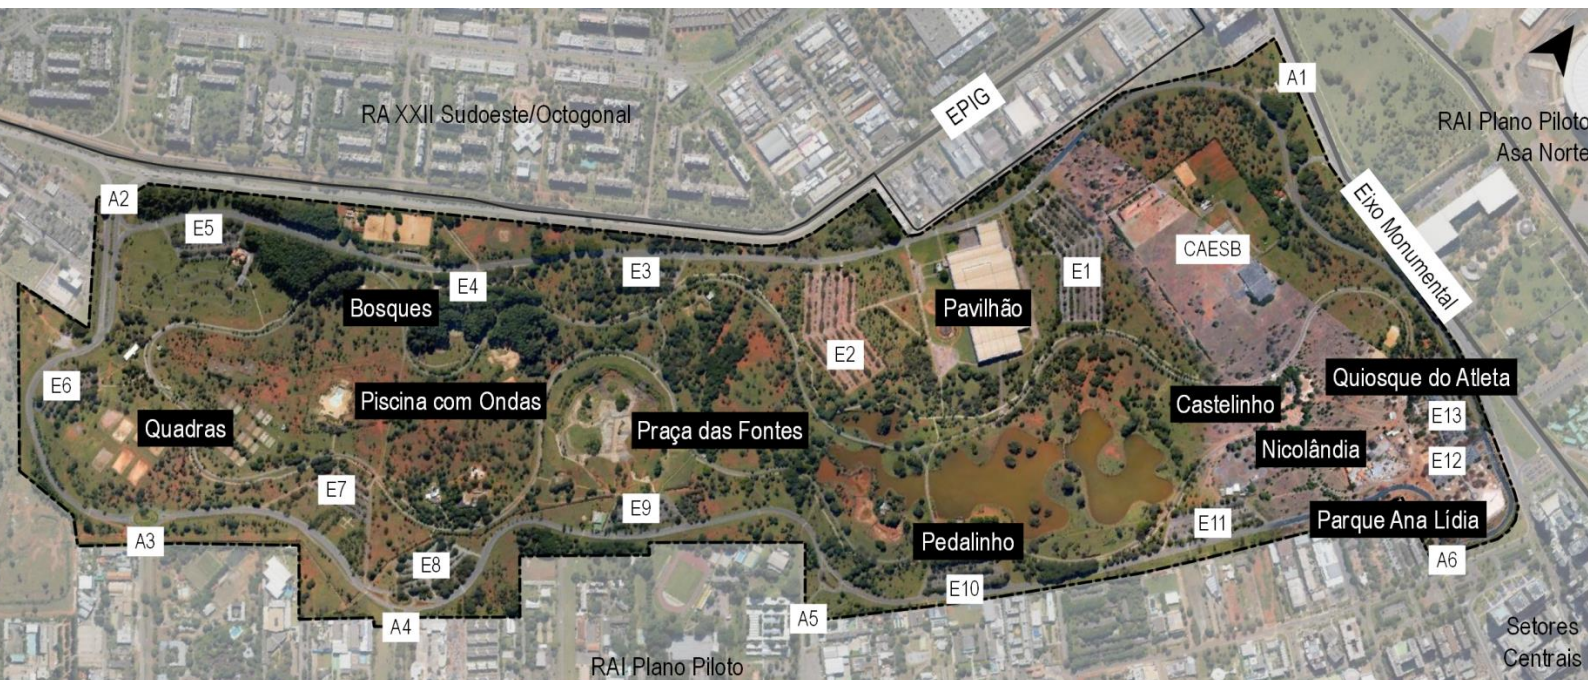 A1
EPIG
RA XXII Sudoeste/Octogonal
RAI Plano Piloto
Asa Norte
A2
Eixo Monumental
E5
CAESB
E3
E1
E4
Bosques
Pavilhão
E2
E6
Quiosque do Atleta
Piscina com Ondas
Castelinho
E13
Quadras
Praça das Fontes
Nicolândia
E12
E7
E9
E11
Parque Ana Lídia
A3
Pedalinho
A6
E8
E10
A5
A4
Setores
Centrais
RAI Plano Piloto